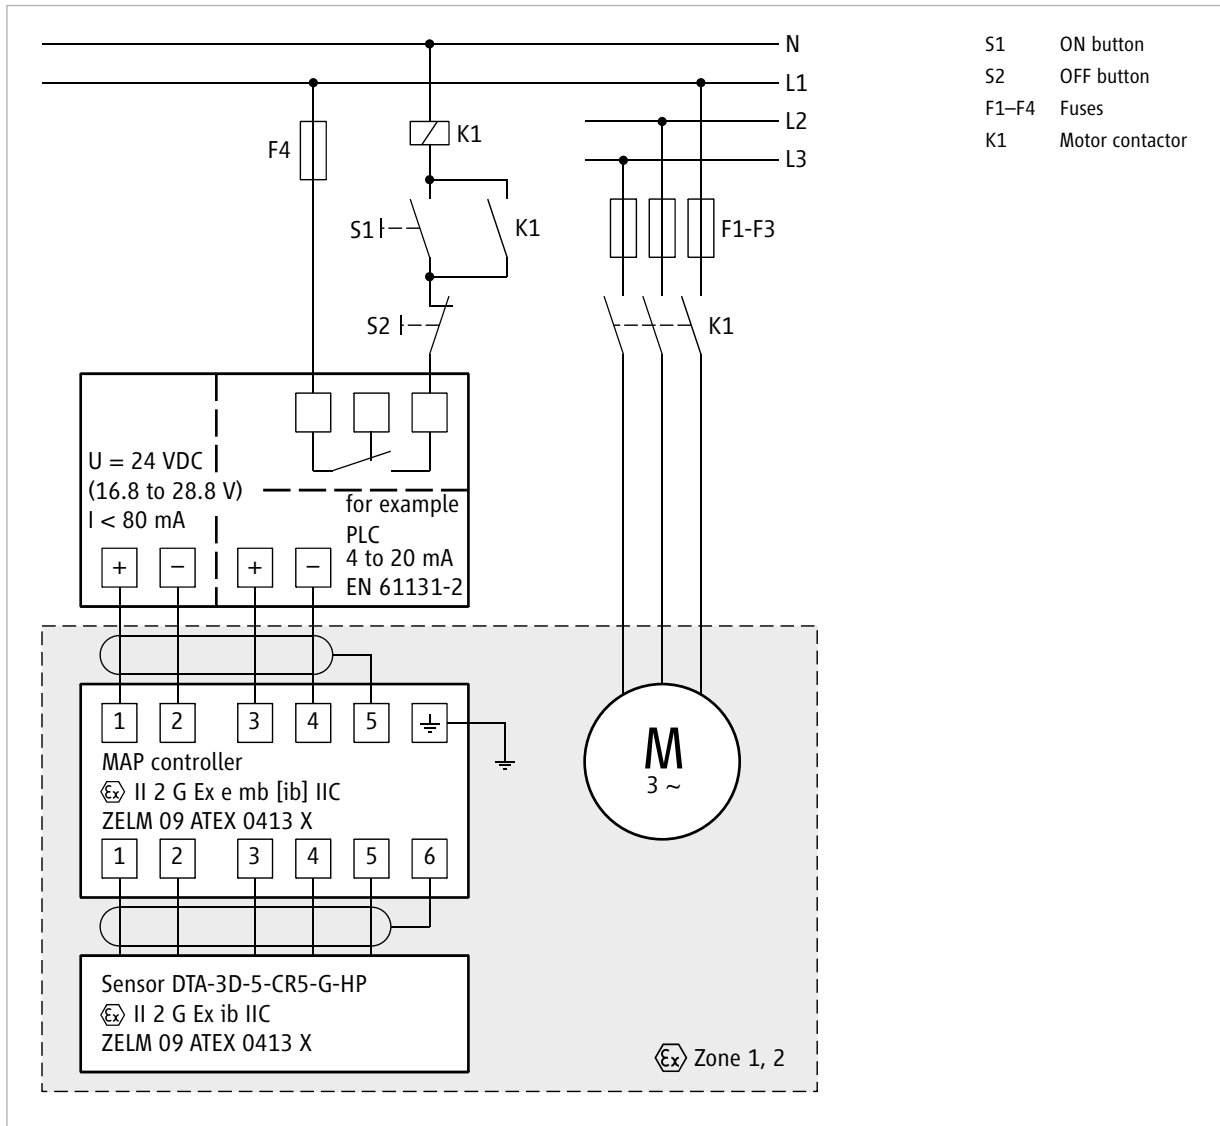 N
L1
L2
L3
S1 ON button
S2 OFF button
F1–F4 Fuses
K1 Motor contactor
F4
K1
S1
K1
F1-F3
S2
K1
U = 24 VDC
(16.8 to 28.8 V)
I < 80 mA
for example
PLC
4 to 20 mA
EN 61131-2
+ − + −
1 2 3 4 5
MAP controller
Ex II 2 G Ex e mb [ib] IIC
ZELM 09 ATEX 0413 X
1 2 3 4 5 6
M
3 ~
Sensor DTA-3D-5-CR5-G-HP
Ex II 2 G Ex ib IIC
ZELM 09 ATEX 0413 X
Ex Zone 1, 2